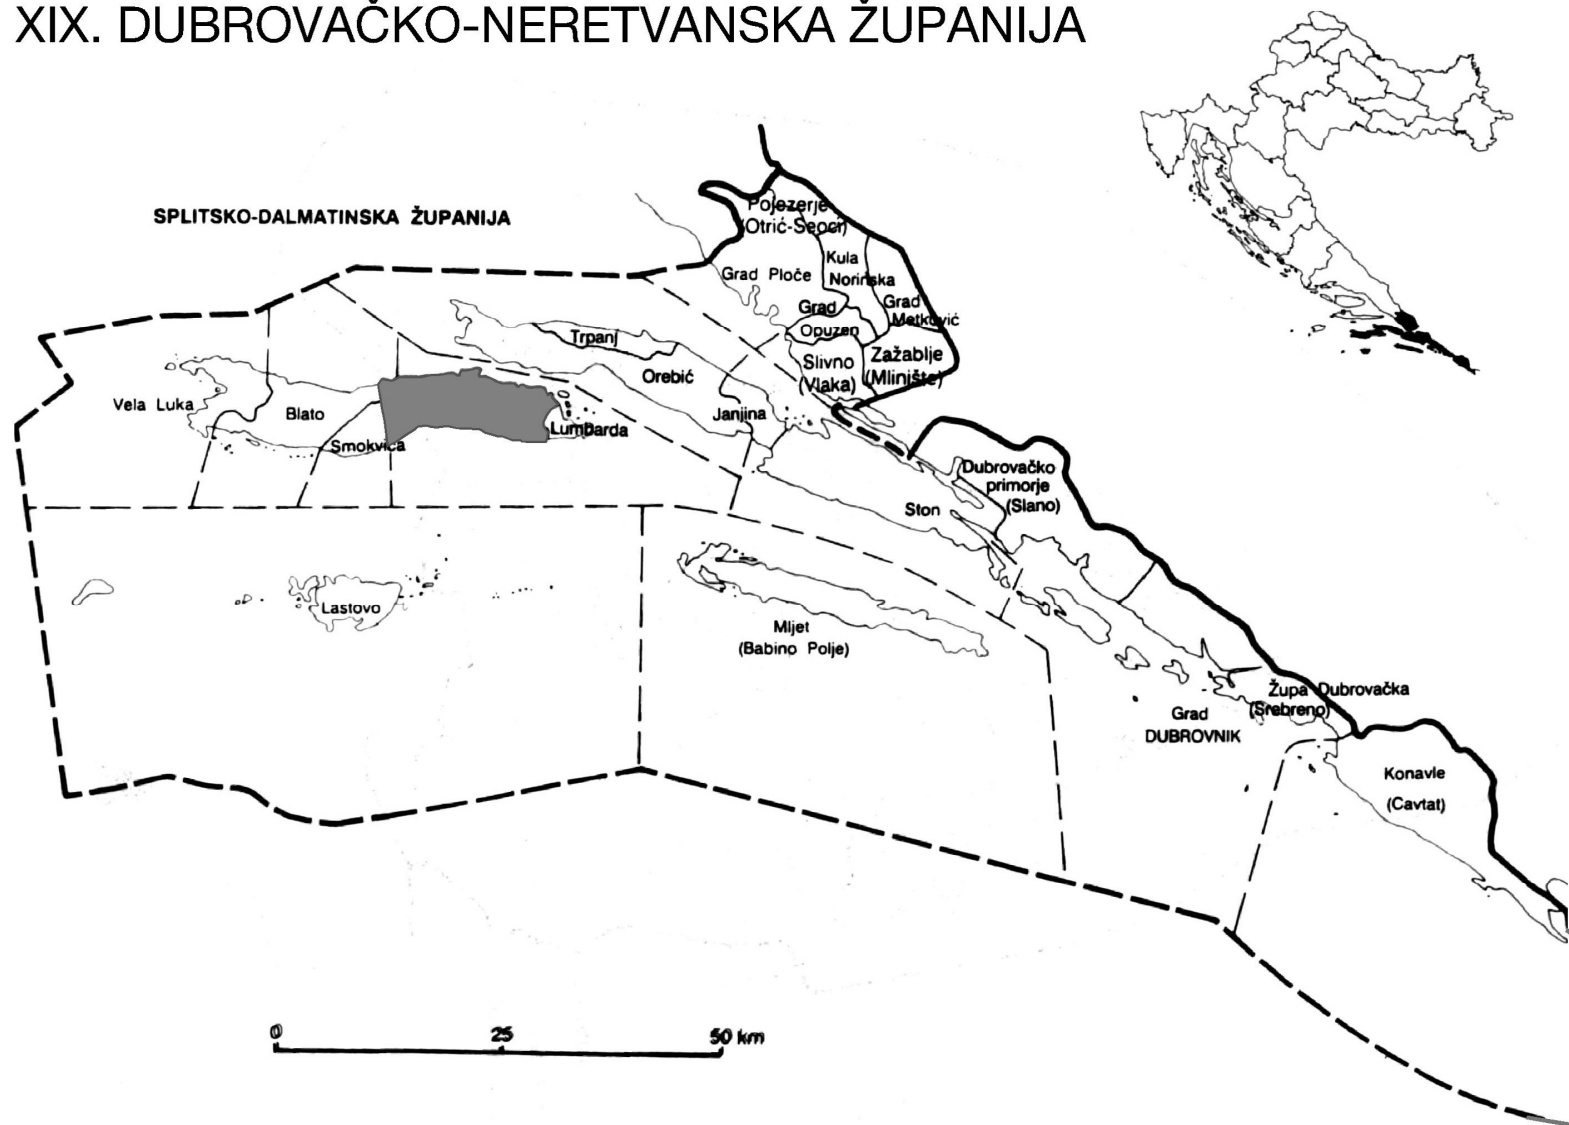 XIX. DUBROVAČKO-NERETVANSKA ŽUPANIJA
SPLITSKO-DALMATINSKA ŽUPANIJA
Pojezerje
(Otrić-Seoci)
Kula
Norinska
Grad Ploče
Grad
Metković
Grad
Opuzen
Trpanj
Slivno
(Vlaka)
Zažablje
(Mlinište)
Orebić
Vela Luka
Blato
Janjina
Smokvica
Lumbarda
Dubrovačko
primorje
(Slano)
Ston
Lastovo
Mljet
(Babino Polje)
Župa Dubrovačka
(Srebreno)
Grad
DUBROVNIK
Konavle
(Cavtat)
0 25 50 km